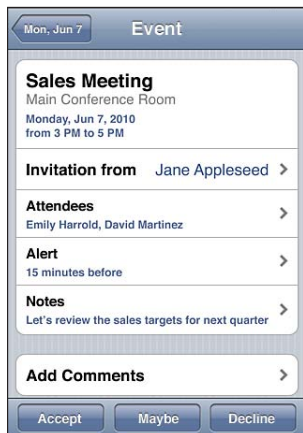 Mon, Jun 7 Event
Sales Meeting
Main Conference Room
Monday, Jun 7, 2010
from 3 PM to 5 PM
Invitation from Jane Appleseed
Attendees
Emily Harrold, David Martinez
Alert
15 minutes before
Notes
Let's review the sales targets for next quarter
Add Comments
Accept Maybe Decline